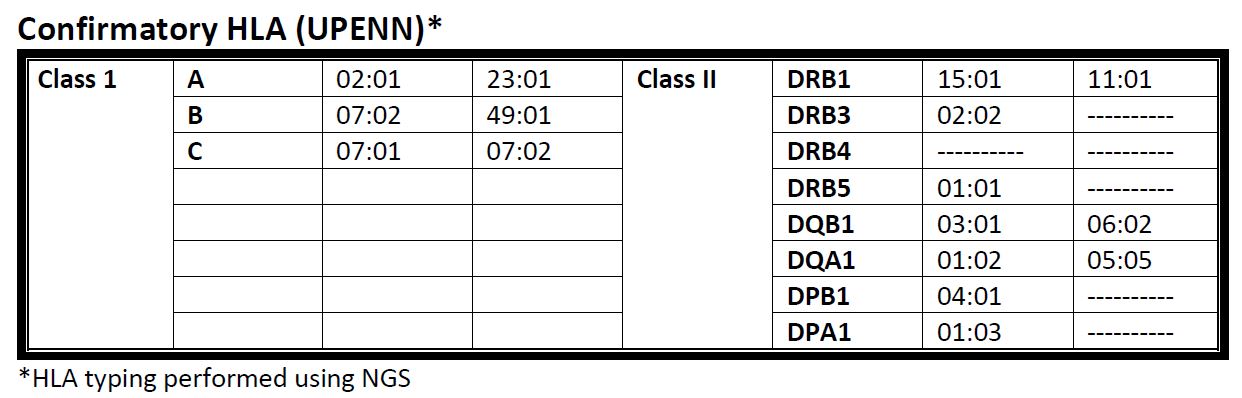 Confirmatory HLA (UPENN)*
Class 1 A 02:01 23:01 Class II DRB1 15:01 11:01
B 07:02 49:01 DRB3 02:02 ----------
C 07:01 07:02 DRB4 ---------- ----------
DRB5 01:01 ----------
DQB1 03:01 06:02
DQA1 01:02 05:05
DPB1 04:01 ----------
DPA1 01:03 ----------
*HLA typing performed using NGS